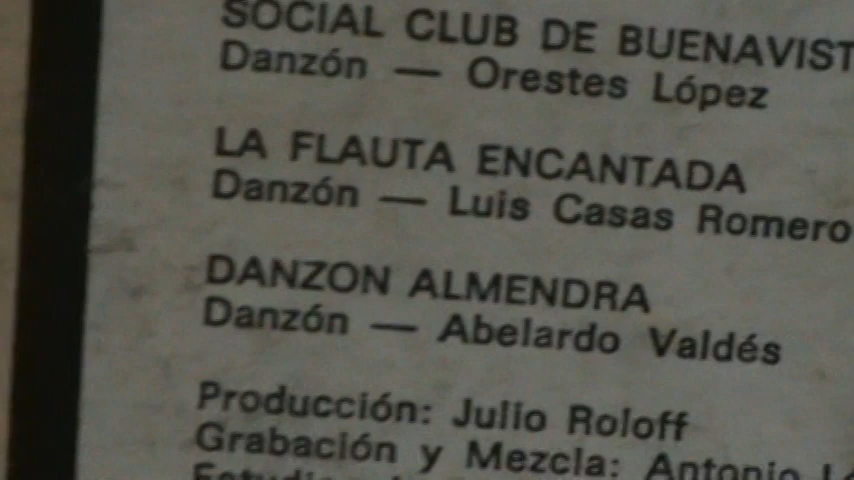 SOCIAL CLUB DE BUENAVIST
Danzón — Orestes López
LA FLAUTA ENCANTADA
Danzón — Luis Casas Romero
DANZON ALMENDRA
Danzón — Abelardo Valdés
Producción: Julio Roloff
Grabación y Mezcla: Antonio